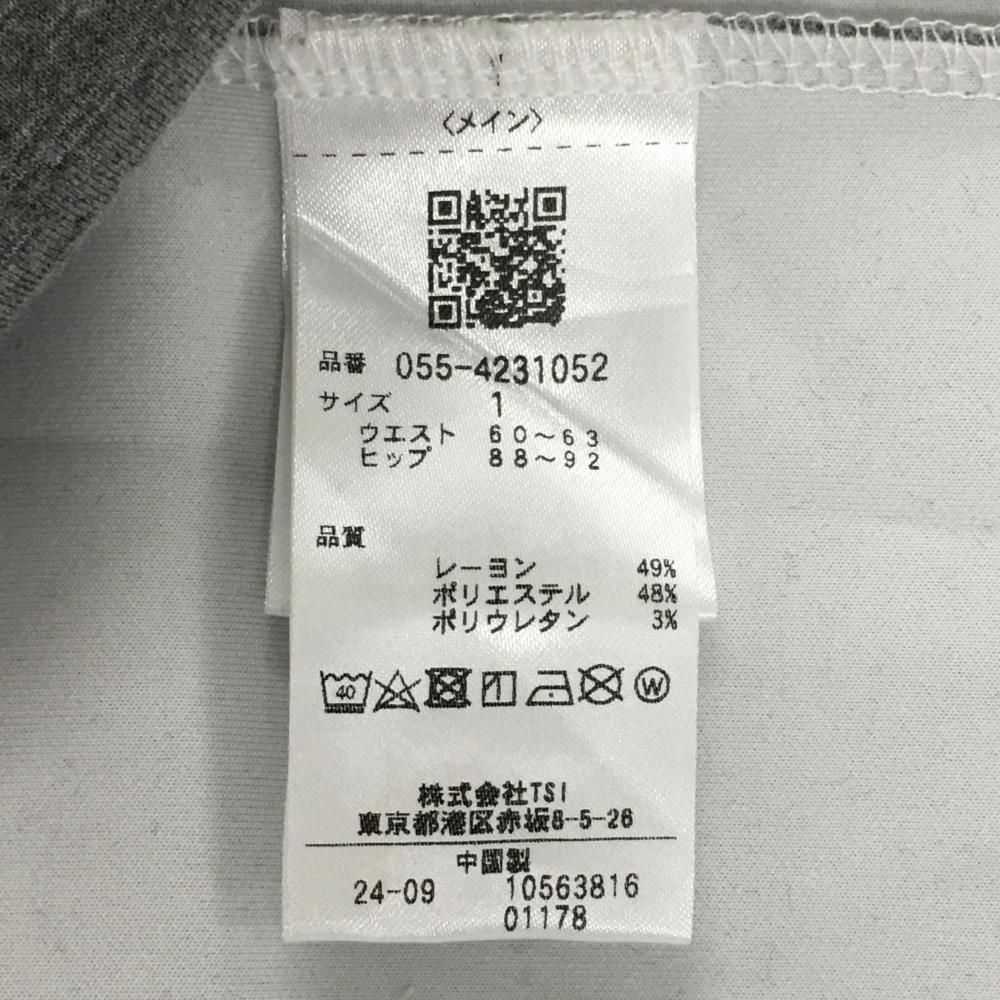 〈メイン〉
品番 055-4231052
サイズ 1
ウエスト 60～63
ヒップ 88～92
品質
レーヨン 49%
ポリエステル 48%
ポリウレタン 3%
40 W
株式会社TSI
東京都港区赤坂8-5-26
中国製
24-09 10563816
01178